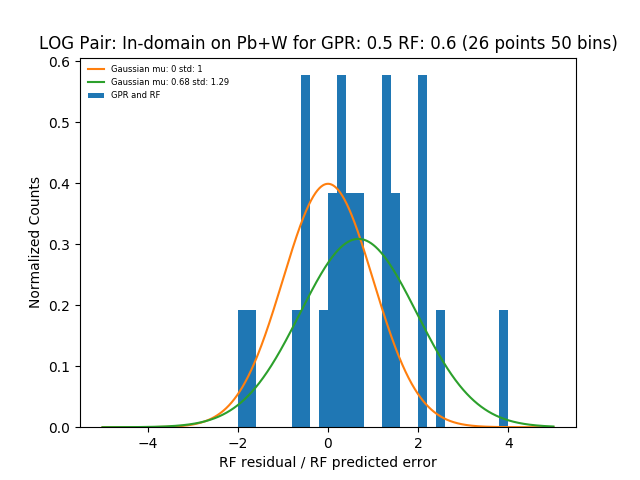 LOG Pair: In-domain on Pb+W for GPR: 0.5 RF: 0.6 (26 points 50 bins)
Gaussian mu: 0 std: 1
Gaussian mu: 0.68 std: 1.29
GPR and RF
Normalized Counts
0.6
0.5
0.4
0.3
0.2
0.1
0.0
−4 −2 0 2 4
RF residual / RF predicted error